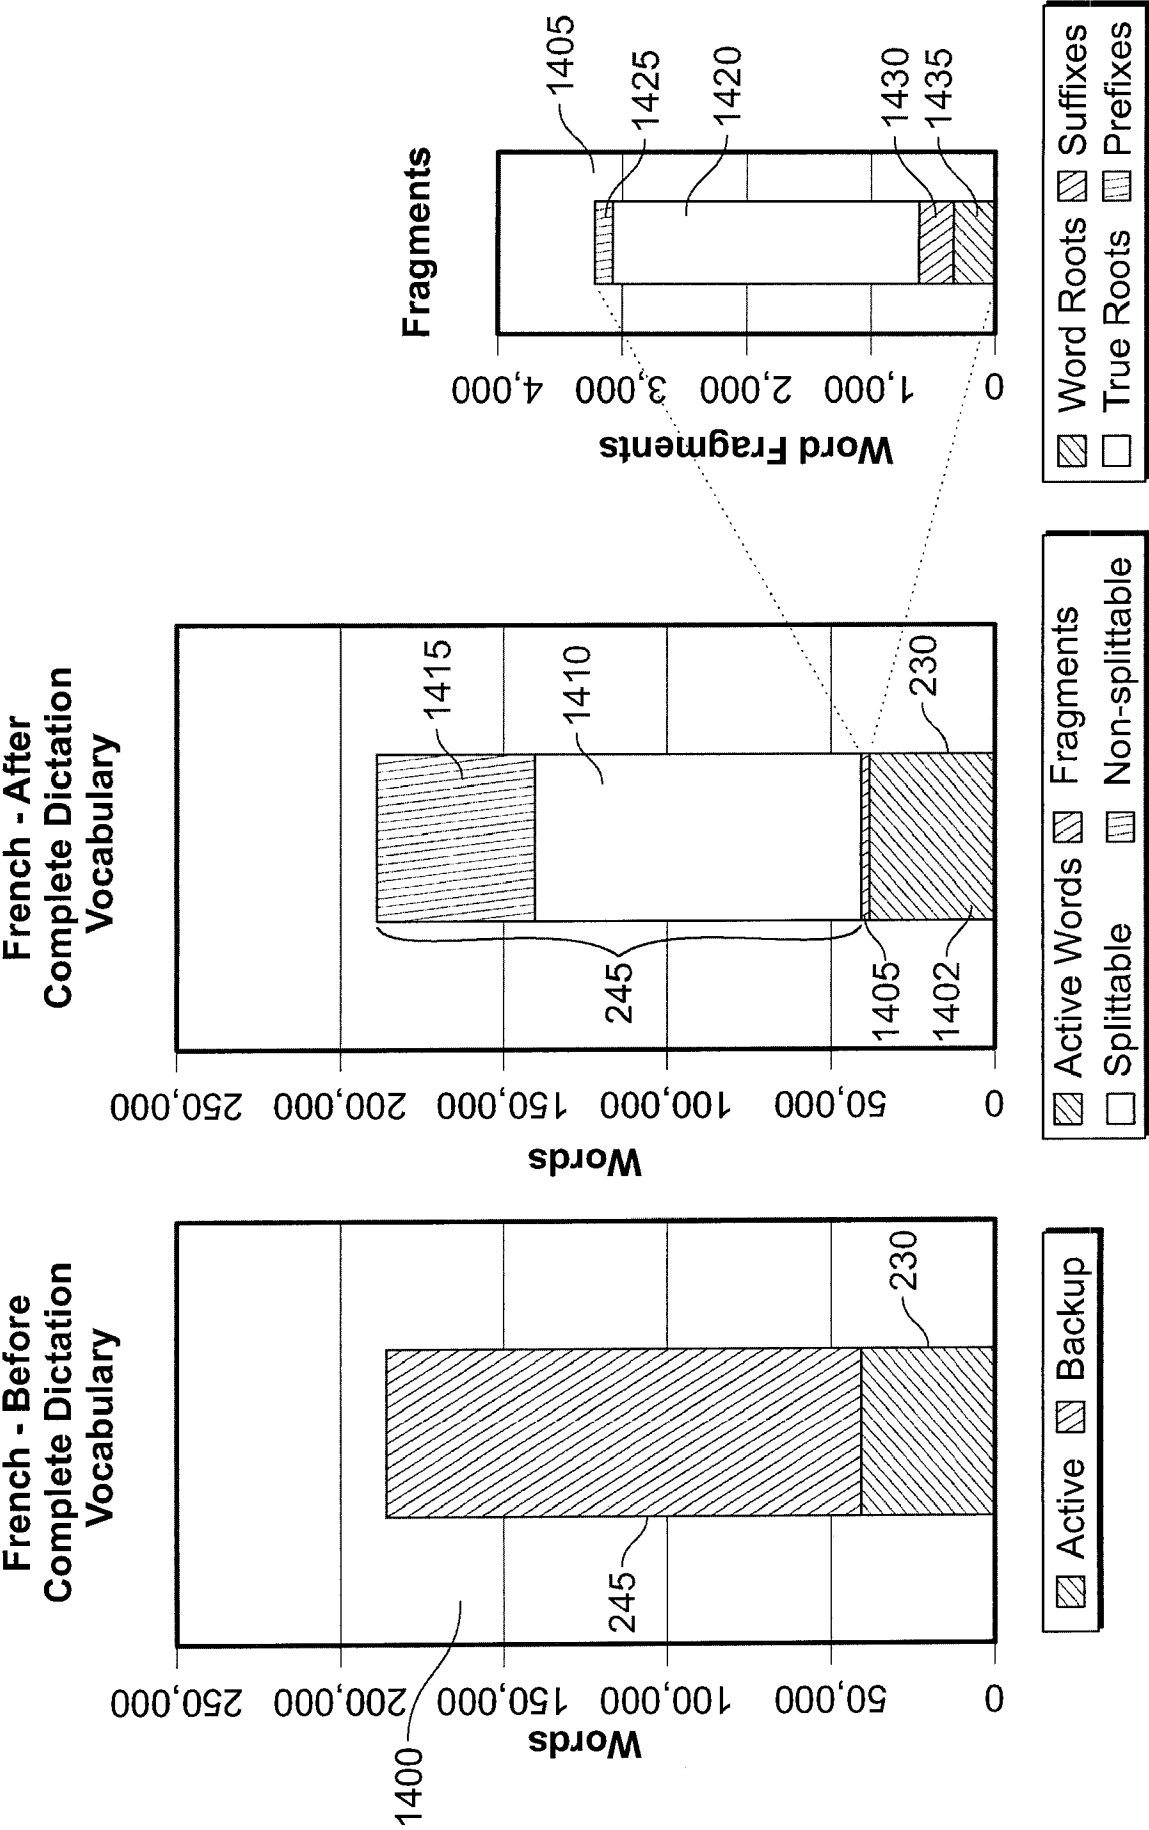 French - Before
Complete Dictation
Vocabulary
250,000
200,000
150,000
100,000
50,000
0
Words
1400
245
230
Active
Backup
French - After
Complete Dictation
Vocabulary
250,000
200,000
150,000
100,000
50,000
0
Words
1415
1410
245
230
1405
1402
Active Words
Fragments
Splittable
Non-splittable
Fragments
4,000
3,000
2,000
1,000
0
Word Fragments
1405
1425
1420
1430
1435
Word Roots
Suffixes
True Roots
Prefixes